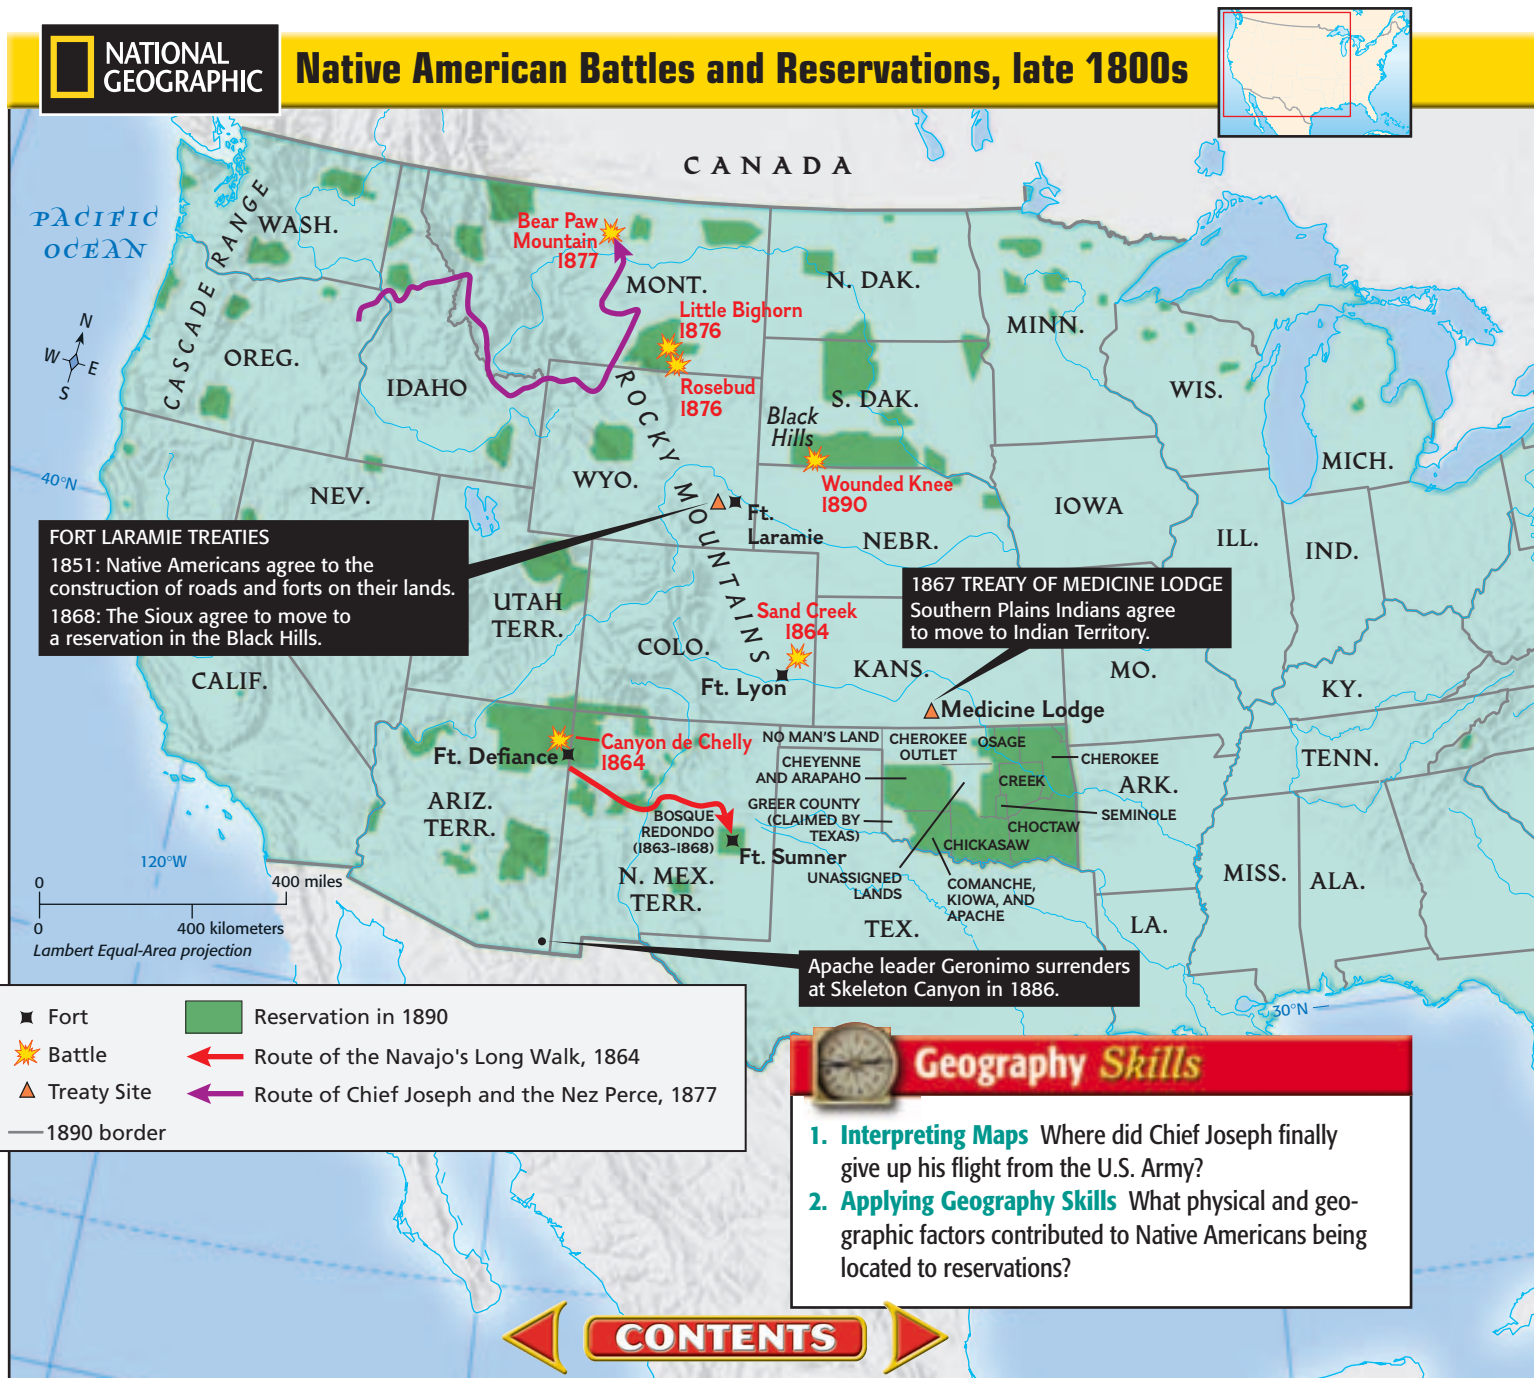 NATIONAL
GEOGRAPHIC
Native American Battles and Reservations, late 1800s
CANADA
PACIFIC
OCEAN
CASCADE RANGE
WASH.
Bear Paw
Mountain
1877
MONT.
N. DAK.
MINN.
Little Bighorn
1876
Rosebud
1876
N
W
E
S
OREG.
IDAHO
ROCKY MOUNTAINS
S. DAK.
Black
Hills
WIS.
MICH.
WYO.
Wounded Knee
1890
40°N
NEV.
Ft.
Laramie
NEBR.
IOWA
ILL.
IND.
FORT LARAMIE TREATIES
1851: Native Americans agree to the
construction of roads and forts on their lands.
1868: The Sioux agree to move to
a reservation in the Black Hills.
1867 TREATY OF MEDICINE LODGE
Southern Plains Indians agree
to move to Indian Territory.
UTAH
TERR.
COLO.
Sand Creek
1864
KANS.
MO.
KY.
CALIF.
Ft. Lyon
Medicine Lodge
Ft. Defiance
Canyon de Chelly
1864
NO MAN'S LAND
CHEROKEE
OUTLET
OSAGE
CHEROKEE
TENN.
CHEYENNE
AND ARAPAHO
CREEK
ARK.
ARIZ.
TERR.
GREER COUNTY
(CLAIMED BY
TEXAS)
SEMINOLE
BOSQUE
REDONDO
(1863-1868)
CHOCTAW
CHICKASAW
Ft. Sumner
120°W
N. MEX.
TERR.
UNASSIGNED
LANDS
COMANCHE,
KIOWA, AND
APACHE
MISS.
ALA.
TEX.
LA.
0
400 miles
0
400 kilometers
Lambert Equal-Area projection
Apache leader Geronimo surrenders
at Skeleton Canyon in 1886.
30°N
Fort
Battle
Treaty Site
1890 border
Reservation in 1890
Route of the Navajo's Long Walk, 1864
Route of Chief Joseph and the Nez Perce, 1877
Geography Skills
1. Interpreting Maps Where did Chief Joseph finally
give up his flight from the U.S. Army?
2. Applying Geography Skills What physical and geo-
graphic factors contributed to Native Americans being
located to reservations?
CONTENTS